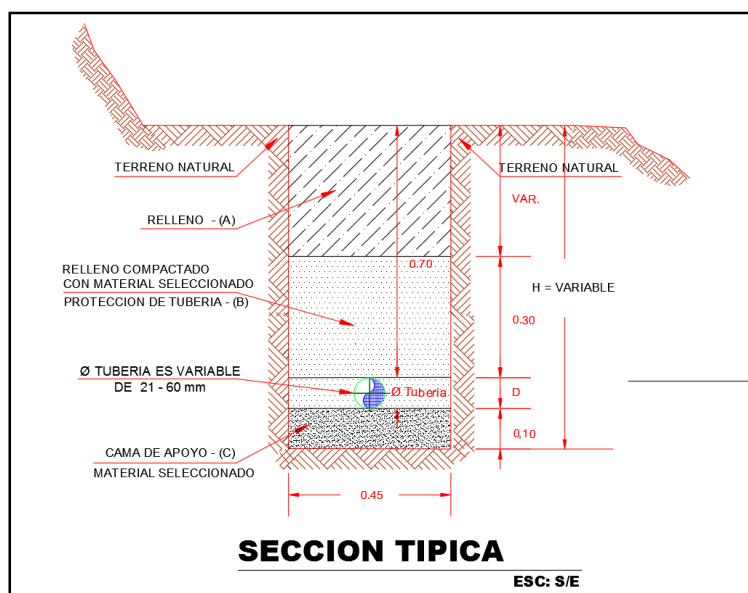 TERRENO NATURAL
TERRENO NATURAL
VAR.
RELLENO - (A)
0.70
RELLENO COMPACTADO
CON MATERIAL SELECCIONADO
PROTECCION DE TUBERIA - (B)
H = VARIABLE
0.30
Ø TUBERIA ES VARIABLE
DE 21 - 60 mm
Ø Tuberia
D
0,10
CAMA DE APOYO - (C)
MATERIAL SELECCIONADO
0.45
SECCION TIPICA
ESC: S/E